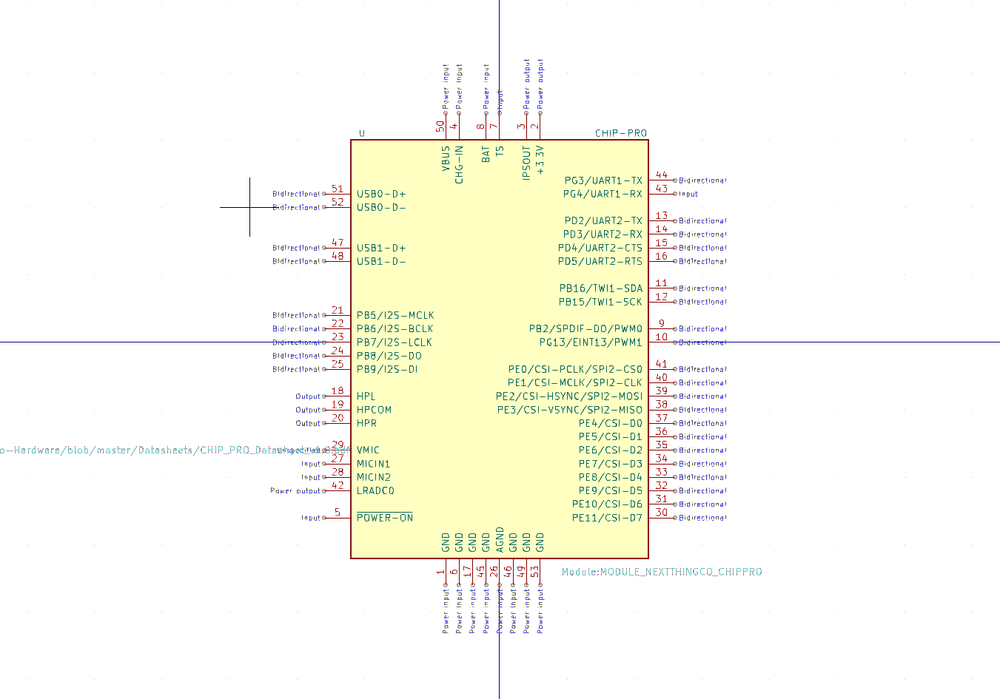 Power input Power input Power input Input Power output Power output
50 4 8 7 3 2
U CHIP-PRO
VBUS CHG-IN BAT TS IPSOUT +3.3V
Bidirectional 51 USB0-D+
Bidirectional 52 USB0-D-
Bidirectional 47 USB1-D+
Bidirectional 48 USB1-D-
Bidirectional 21 PB5/I2S-MCLK
Bidirectional 22 PB6/I2S-BCLK
Bidirectional 23 PB7/I2S-LCLK
Bidirectional 24 PB8/I2S-DO
Bidirectional 25 PB9/I2S-DI
Output 18 HPL
Output 19 HPCOM
Output 20 HPR
o-Hardware/blob/master/Datasheets/CHIP_PRO_Datasheet 29 VMIC
Input 27 MICIN1
Input 28 MICIN2
Power output 42 LRADC0
Input 5 POWER-ON
PG3/UART1-TX 44 Bidirectional
PG4/UART1-RX 43 Input
PD2/UART2-TX 13 Bidirectional
PD3/UART2-RX 14 Bidirectional
PD4/UART2-CTS 15 Bidirectional
PD5/UART2-RTS 16 Bidirectional
PB16/TWI1-SDA 11 Bidirectional
PB15/TWI1-SCK 12 Bidirectional
PB2/SPDIF-DO/PWM0 9 Bidirectional
PG13/EINT13/PWM1 10 Bidirectional
PE0/CSI-PCLK/SPI2-CS0 41 Bidirectional
PE1/CSI-MCLK/SPI2-CLK 40 Bidirectional
PE2/CSI-HSYNC/SPI2-MOSI 39 Bidirectional
PE3/CSI-VSYNC/SPI2-MISO 38 Bidirectional
PE4/CSI-D0 37 Bidirectional
PE5/CSI-D1 36 Bidirectional
PE6/CSI-D2 35 Bidirectional
PE7/CSI-D3 34 Bidirectional
PE8/CSI-D4 33 Bidirectional
PE9/CSI-D5 32 Bidirectional
PE10/CSI-D6 31 Bidirectional
PE11/CSI-D7 30 Bidirectional
GND GND GND GND AGND GND GND GND
1 6 17 45 26 46 49 53
Module:MODULE_NEXTTHINGCO_CHIPPRO
Power input Power input Power input Power input Power input Power input Power input Power input